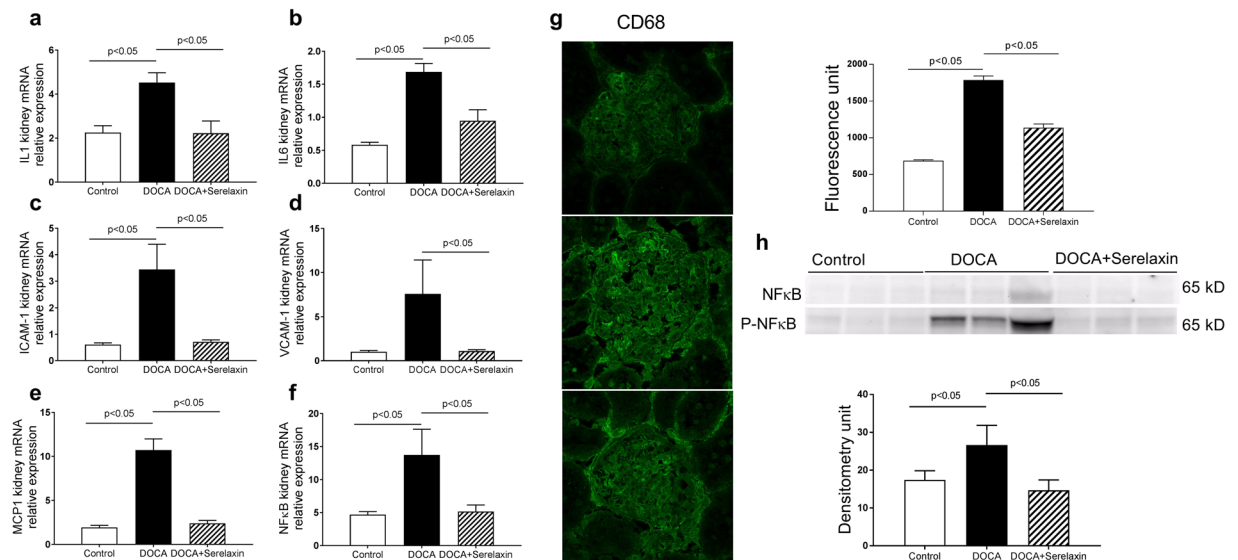 a
IL1 kidney mRNA
relative expression
6
4
2
0
p<0.05
p<0.05
Control
DOCA
DOCA+Serelaxin
b
IL6 kidney mRNA
relative expression
2.0
1.5
1.0
0.5
0.0
p<0.05
p<0.05
Control
DOCA
DOCA+Serelaxin
c
ICAM-1 kidney mRNA
relative expression
5
4
3
2
1
0
p<0.05
p<0.05
Control
DOCA
DOCA+Serelaxin
d
VCAM-1 kidney mRNA
relative expression
15
10
5
0
p<0.05
Control
DOCA
DOCA+Serelaxin
e
MCP1 kidney mRNA
relative expression
15
10
5
0
p<0.05
p<0.05
Control
DOCA
DOCA+Serelaxin
f
NFκB kidney mRNA
relative expression
20
15
10
5
0
p<0.05
p<0.05
Control
DOCA
DOCA+Serelaxin
g
CD68
Fluorescence unit
2000
1500
1000
500
0
p<0.05
p<0.05
Control
DOCA
DOCA+Serelaxin
h
Control
DOCA
DOCA+Serelaxin
NFκB
65 kD
P-NFκB
65 kD
Densitometry unit
40
30
20
10
0
p<0.05
p<0.05
Control
DOCA
DOCA+Serelaxin